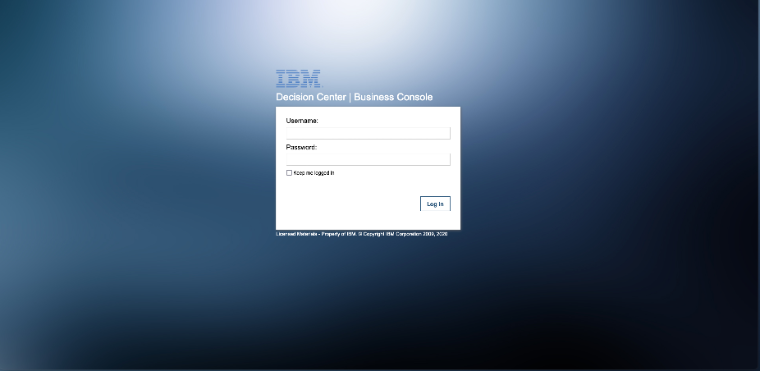 IBM
Decision Center | Business Console
Username:
Password:
Keep me logged in
Log in
Licensed Materials - Property of IBM. © Copyright IBM Corporation 2009, 2020